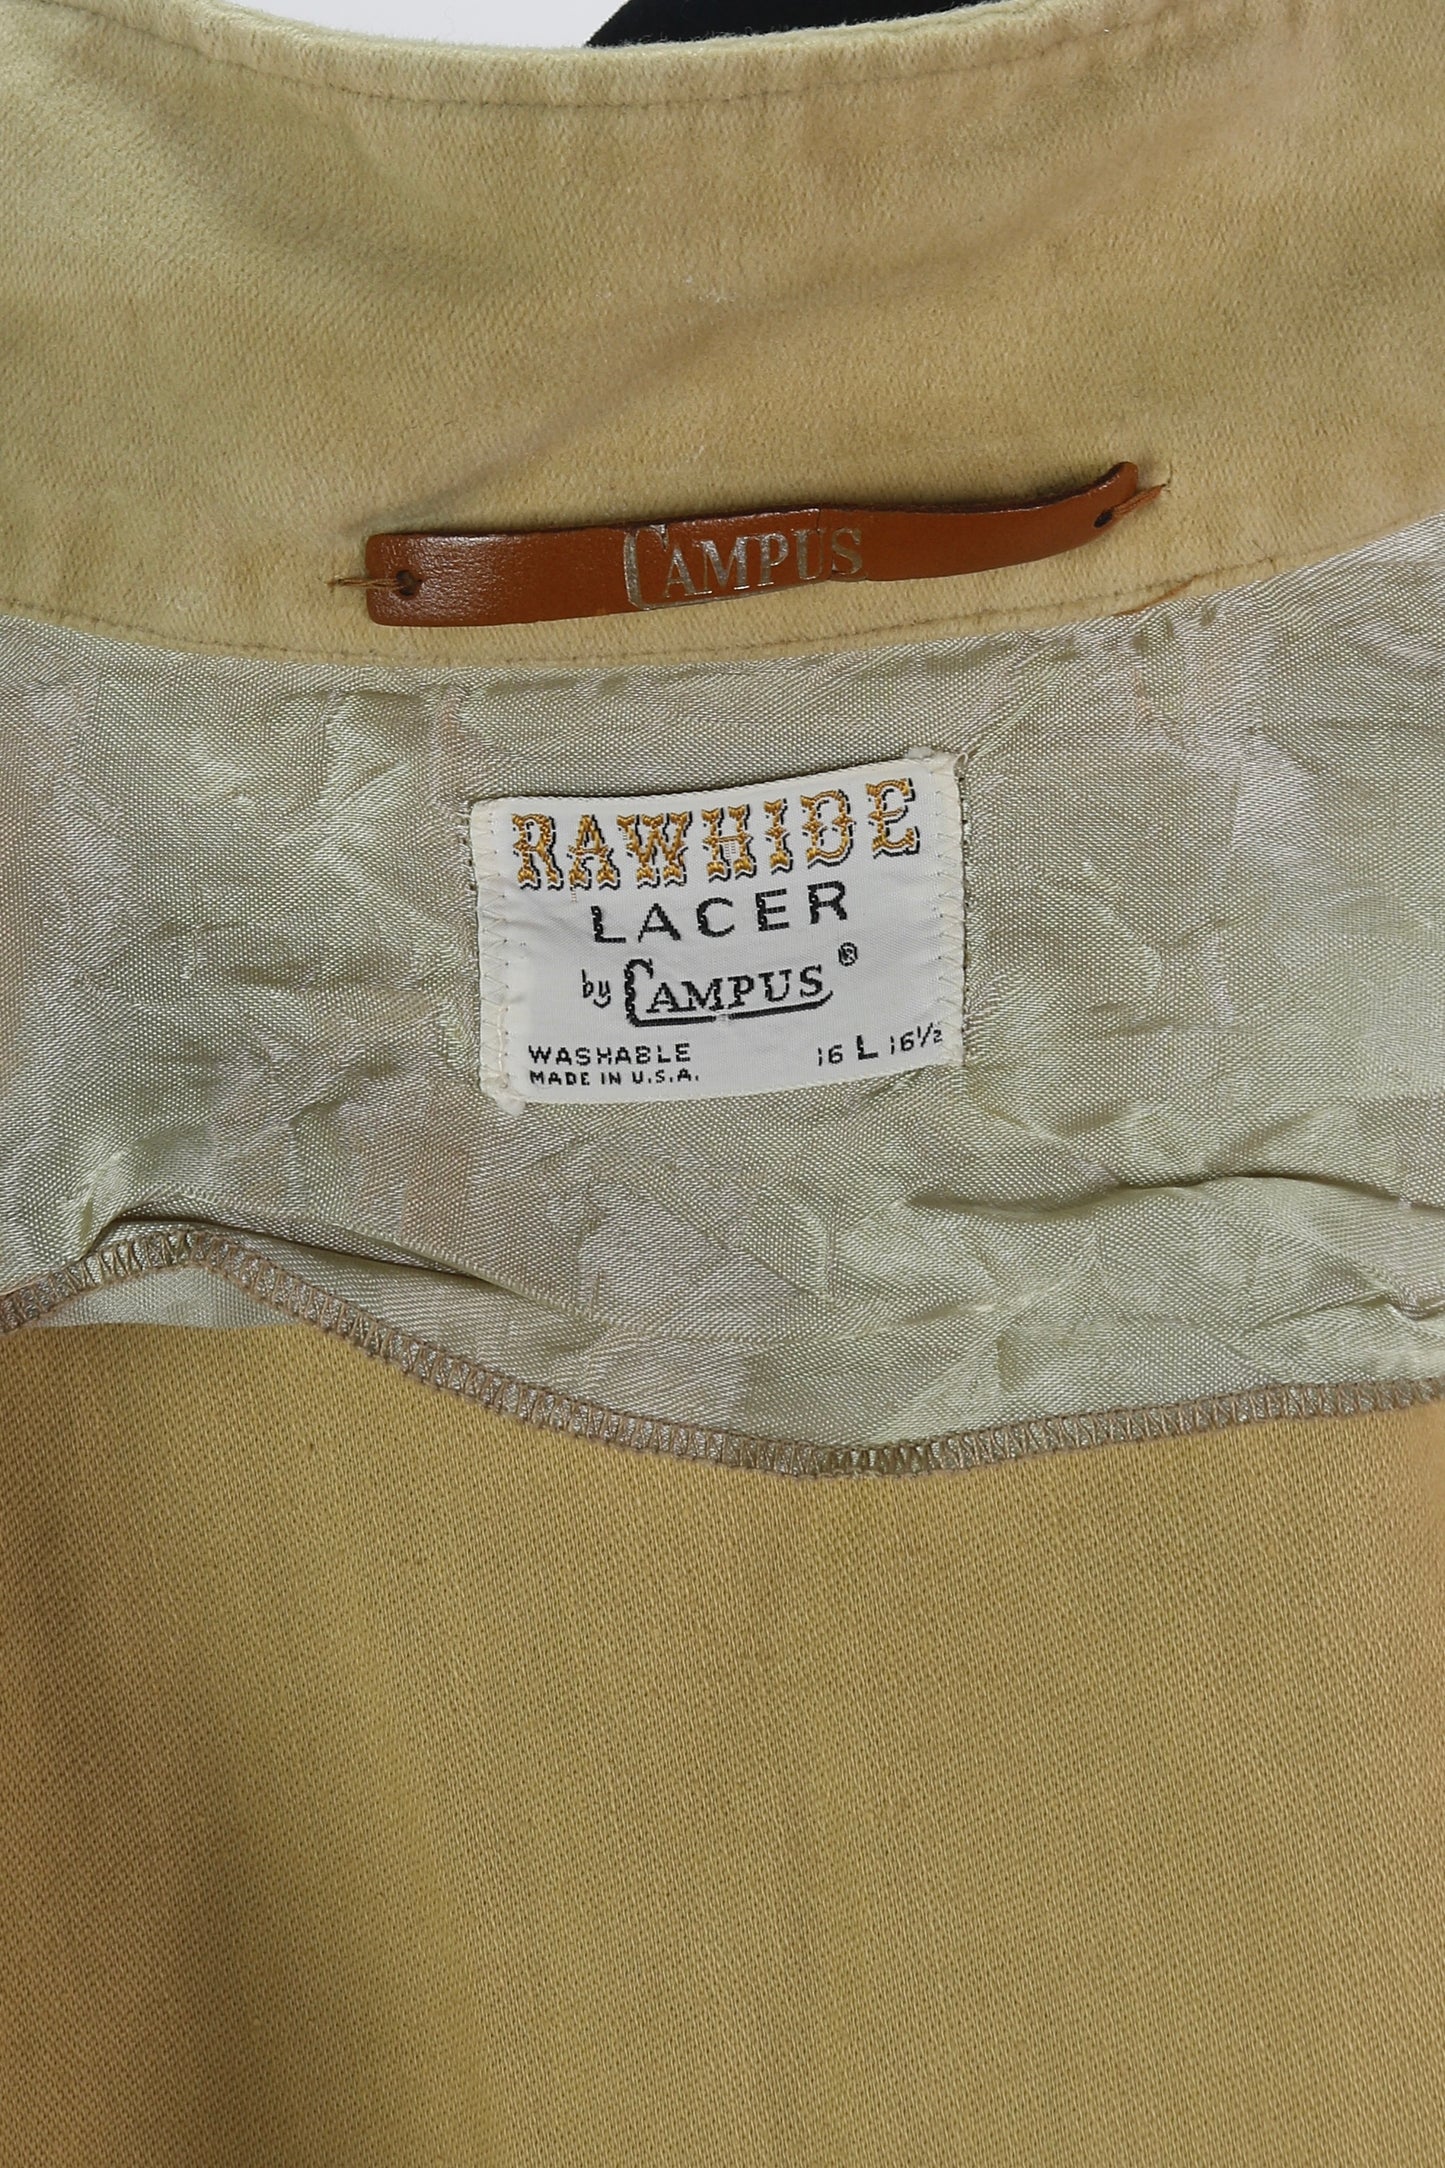 CAMPUS
RAWHIDE
LACER
by CAMPUS®
WASHABLE 16 L 16½
MADE IN U.S.A.